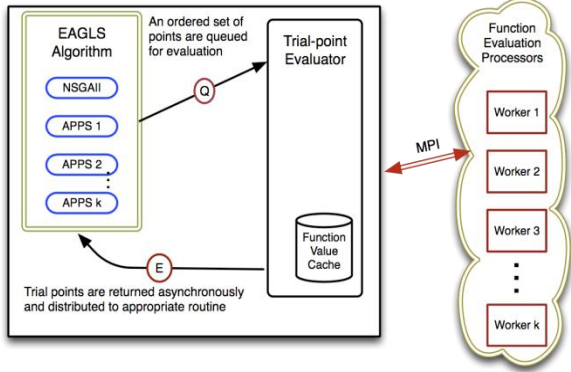 EAGLS
Algorithm
NSGAII
APPS 1
APPS 2
APPS k
An ordered set of
points are queued
for evaluation
Q
Trial-point
Evaluator
Function
Value
Cache
E
Trial points are returned asynchronously
and distributed to appropriate routine
MPI
Function
Evaluation
Processors
Worker 1
Worker 2
Worker 3
Worker k